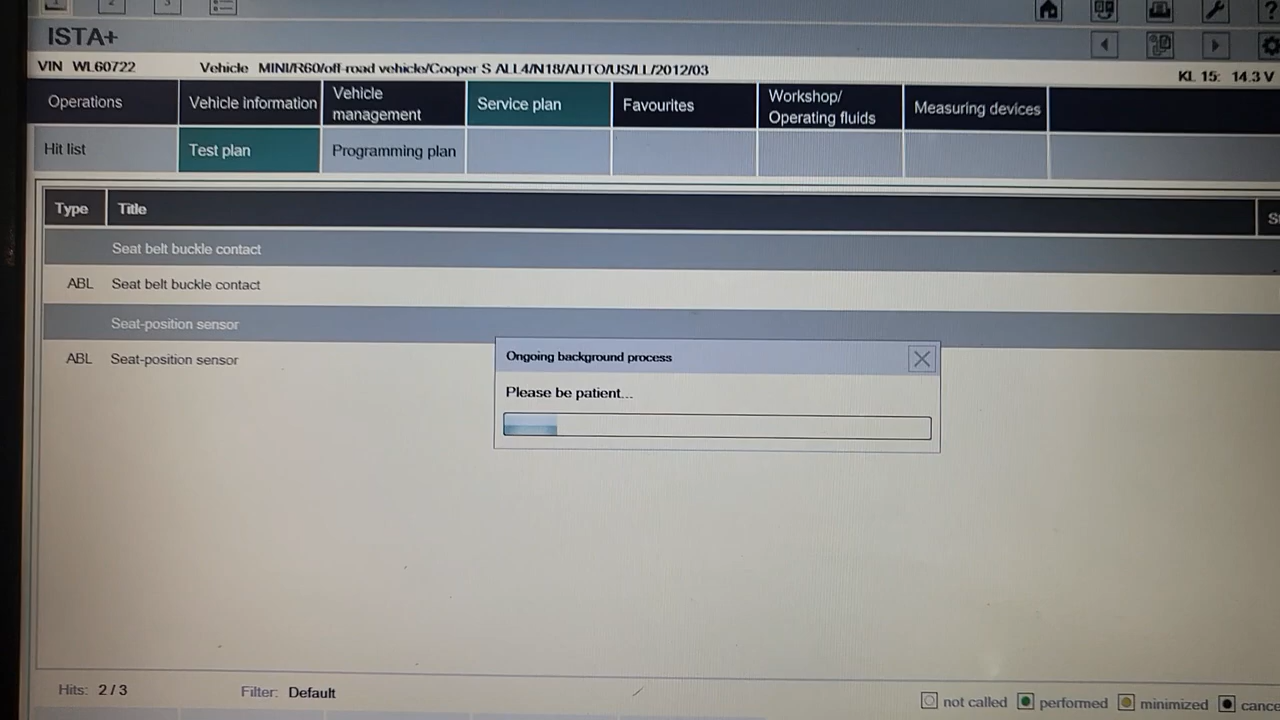 1 2 3
ISTA+
VIN WL60722 Vehicle MINI/R60/off-road vehicle/Cooper S ALL4/N18/AUTO/US/LL/2012/03
KL 15: 14.3 V
Operations
Vehicle information
Vehicle
management
Service plan
Favourites
Workshop/
Operating fluids
Measuring devices
Hit list
Test plan
Programming plan
Type Title
Seat belt buckle contact
ABL Seat belt buckle contact
Seat-position sensor
ABL Seat-position sensor
Ongoing background process
Please be patient...
Hits: 2 / 3 Filter: Default
not called performed minimized